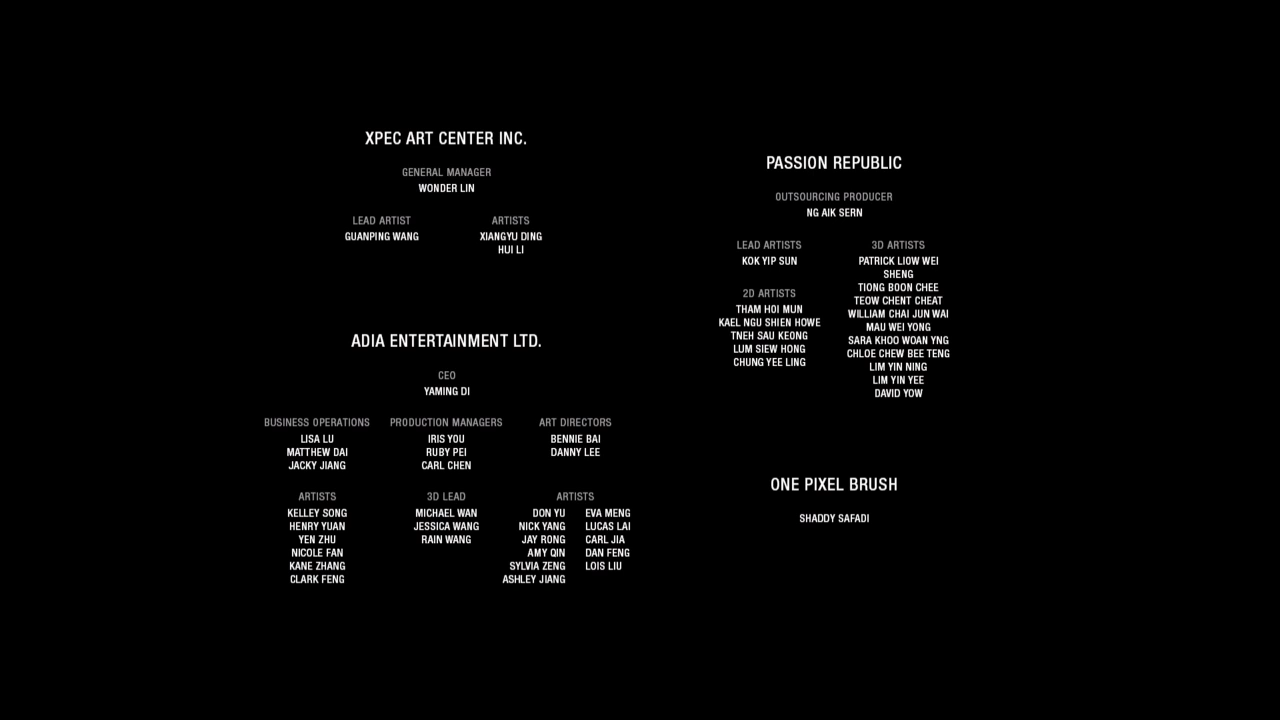 XPEC ART CENTER INC.
GENERAL MANAGER
WONDER LIN
LEAD ARTIST
GUANPING WANG
ARTISTS
XIANGYU DING
HUI LI
ADIA ENTERTAINMENT LTD.
CEO
YAMING DI
BUSINESS OPERATIONS
LISA LU
MATTHEW DAI
JACKY JIANG
PRODUCTION MANAGERS
IRIS YOU
RUBY PEI
CARL CHEN
ART DIRECTORS
BENNIE BAI
DANNY LEE
ARTISTS
KELLEY SONG
HENRY YUAN
YEN ZHU
NICOLE FAN
KANE ZHANG
CLARK FENG
3D LEAD
MICHAEL WAN
JESSICA WANG
RAIN WANG
ARTISTS
DON YU
NICK YANG
JAY RONG
AMY QIN
SYLVIA ZENG
ASHLEY JIANG
EVA MENG
LUCAS LAI
CARL JIA
DAN FENG
LOIS LIU
PASSION REPUBLIC
OUTSOURCING PRODUCER
NG AIK SERN
LEAD ARTISTS
KOK YIP SUN
2D ARTISTS
THAM HOI MUN
KAEL NGU SHIEN HOWE
TNEH SAU KEONG
LUM SIEW HONG
CHUNG YEE LING
3D ARTISTS
PATRICK LIOW WEI
SHENG
TIONG BOON CHEE
TEOW CHENT CHEAT
WILLIAM CHAI JUN WAI
MAU WEI YONG
SARA KHOO WOAN YNG
CHLOE CHEW BEE TENG
LIM YIN NING
LIM YIN YEE
DAVID YOW
ONE PIXEL BRUSH
SHADDY SAFADI